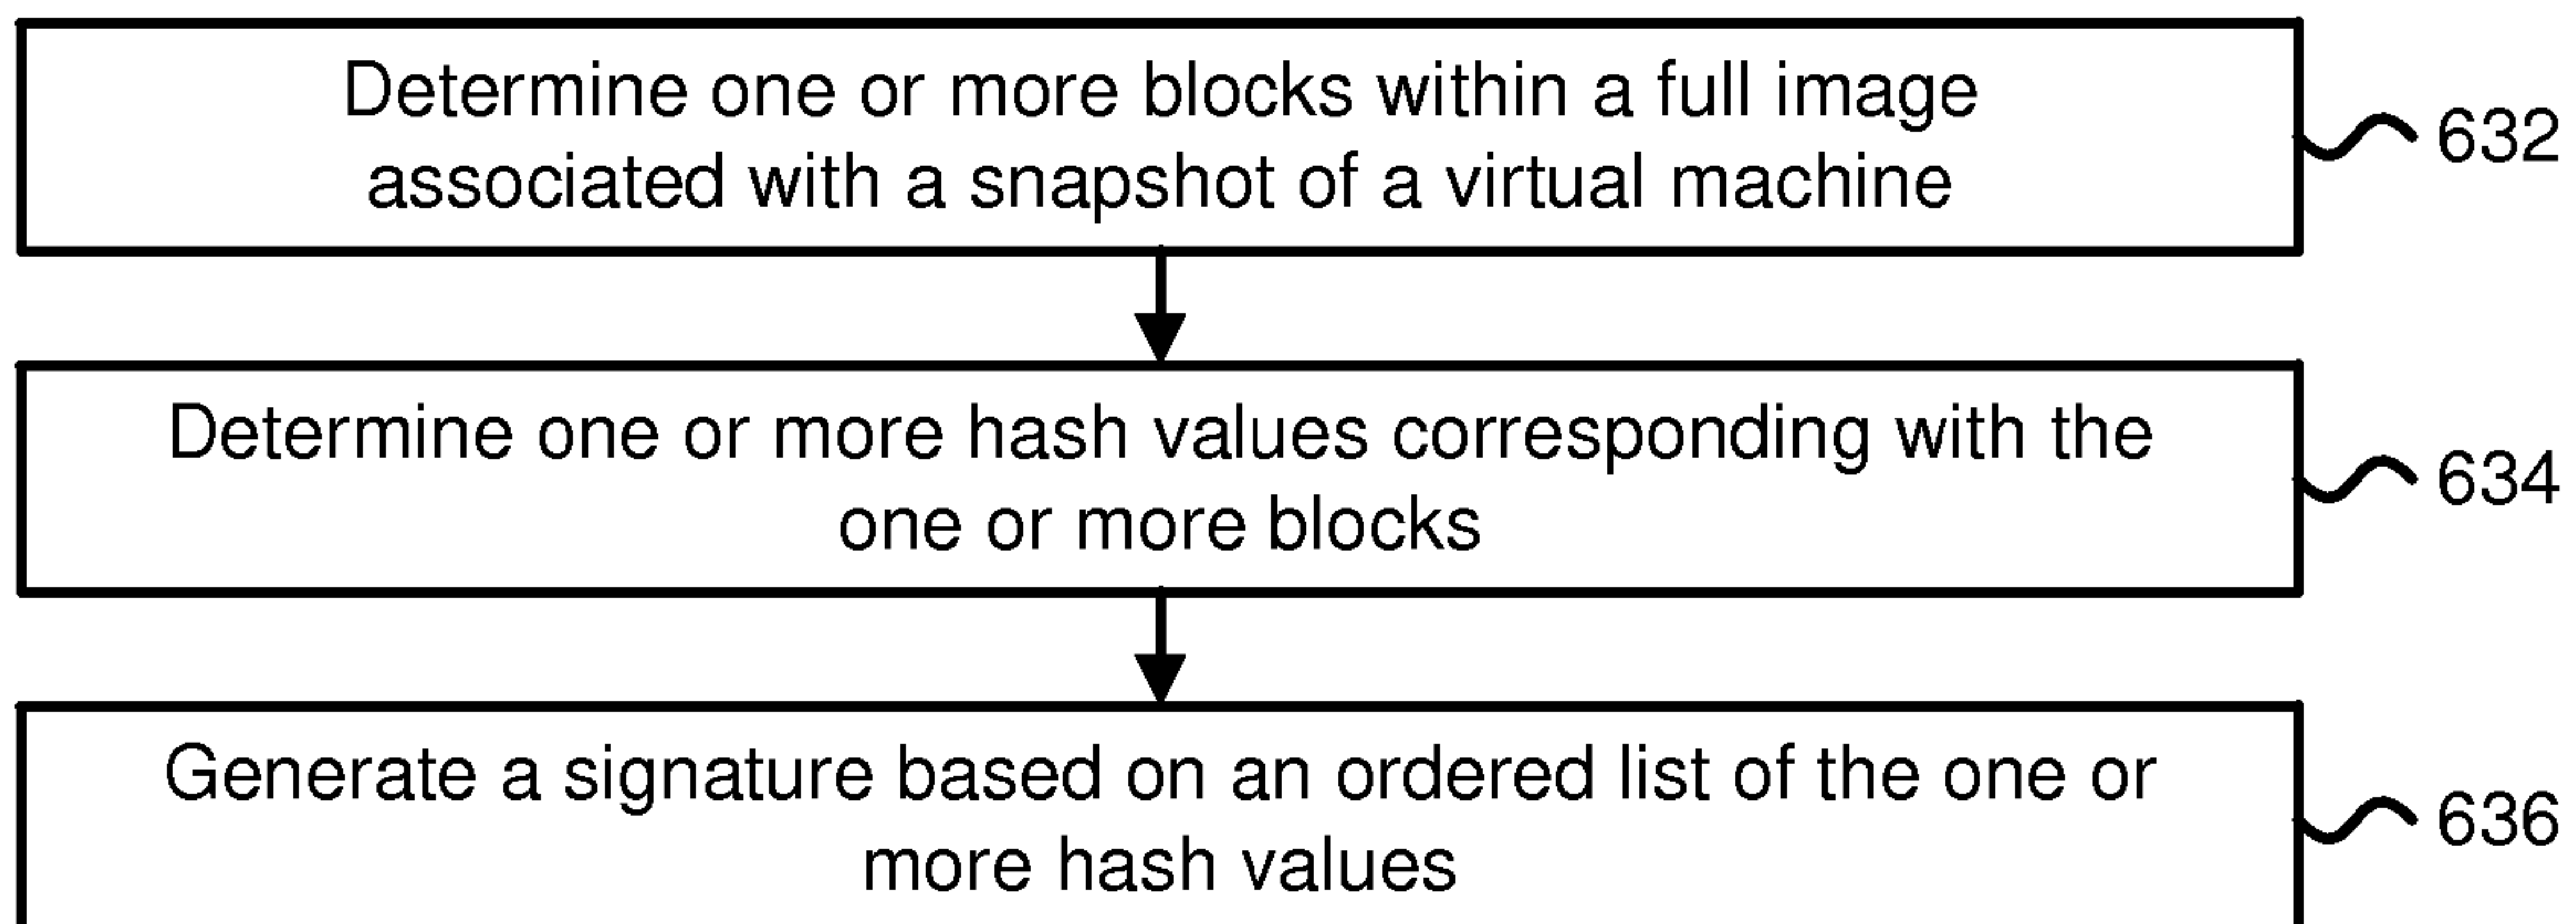 Determine one or more blocks within a full image
associated with a snapshot of a virtual machine
632
Determine one or more hash values corresponding with the
one or more blocks
634
Generate a signature based on an ordered list of the one or
more hash values
636